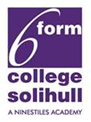 6 form
college
solihull
A NINESTILES ACADEMY